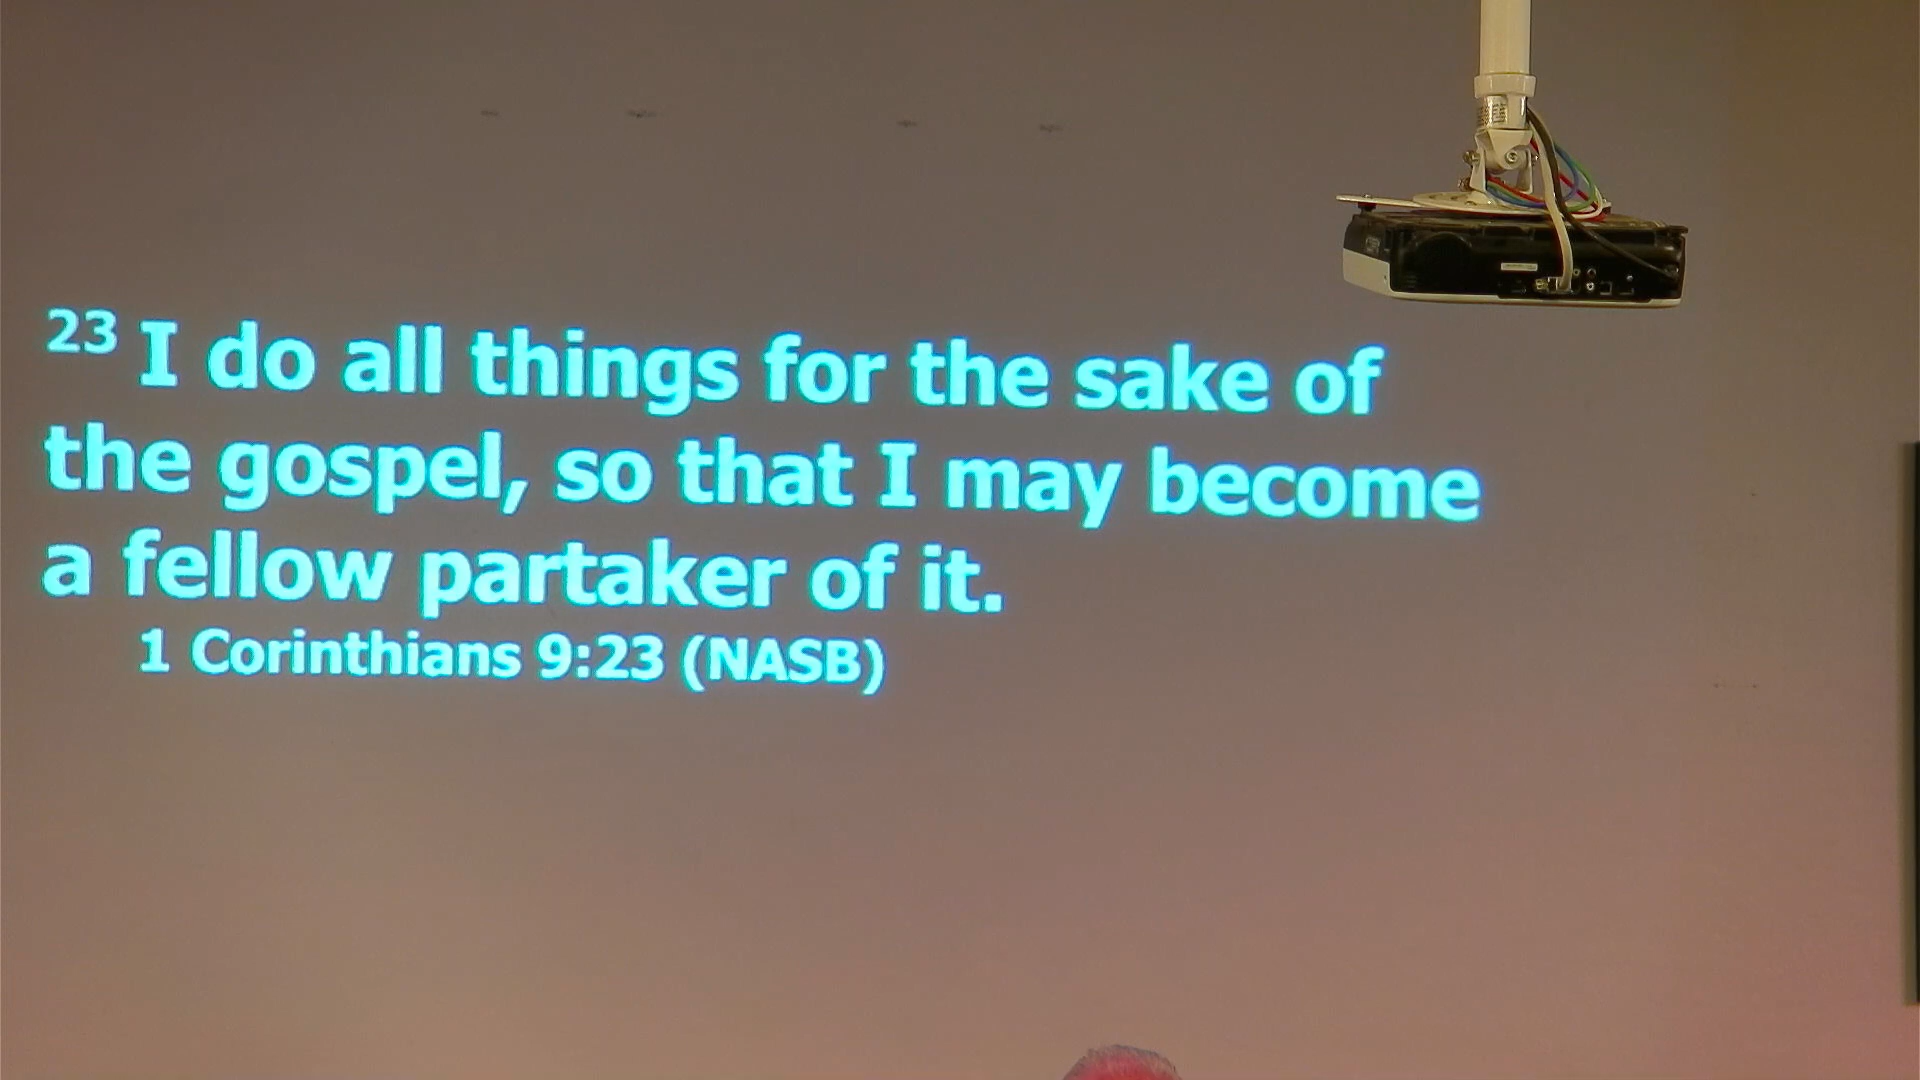 23 I do all things for the sake of
the gospel, so that I may become
a fellow partaker of it.
1 Corinthians 9:23 (NASB)